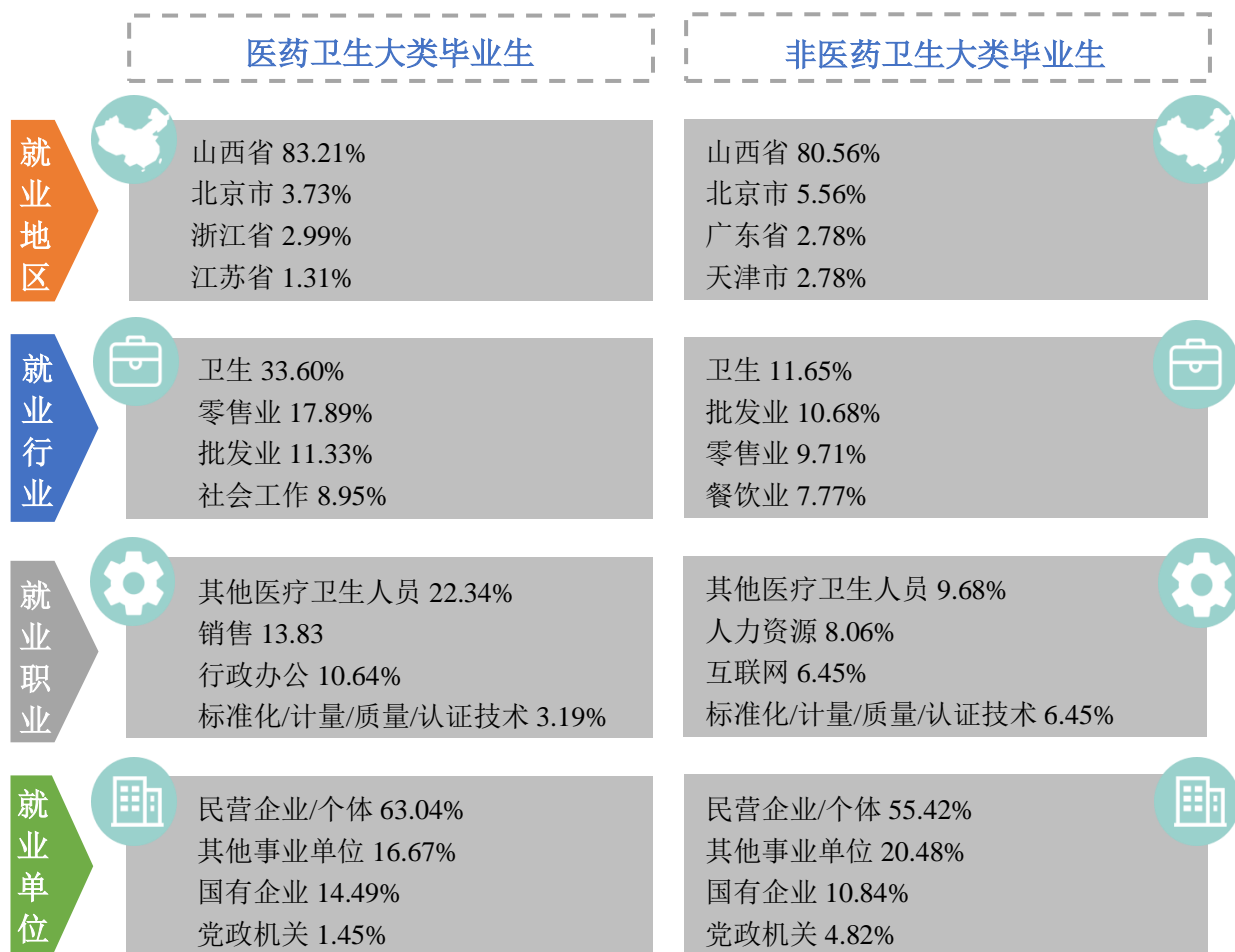 医药卫生大类毕业生
非医药卫生大类毕业生
就业地区
山西省 83.21%
北京市 3.73%
浙江省 2.99%
江苏省 1.31%
山西省 80.56%
北京市 5.56%
广东省 2.78%
天津市 2.78%
就业行业
卫生 33.60%
零售业 17.89%
批发业 11.33%
社会工作 8.95%
卫生 11.65%
批发业 10.68%
零售业 9.71%
餐饮业 7.77%
就业职业
其他医疗卫生人员 22.34%
销售 13.83
行政办公 10.64%
标准化/计量/质量/认证技术 3.19%
其他医疗卫生人员 9.68%
人力资源 8.06%
互联网 6.45%
标准化/计量/质量/认证技术 6.45%
就业单位
民营企业/个体 63.04%
其他事业单位 16.67%
国有企业 14.49%
党政机关 1.45%
民营企业/个体 55.42%
其他事业单位 20.48%
国有企业 10.84%
党政机关 4.82%